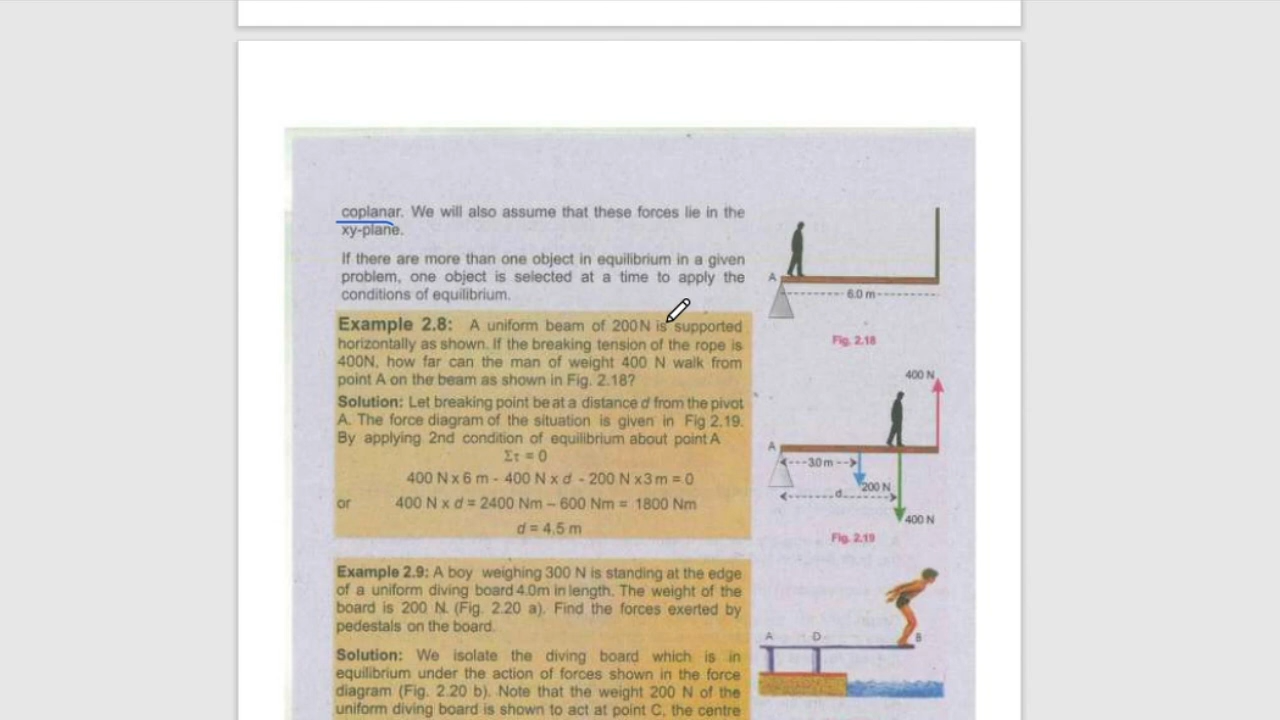 coplanar. We will also assume that these forces lie in the
xy-plane.
If there are more than one object in equilibrium in a given
problem, one object is selected at a time to apply the
conditions of equilibrium.
Example 2.8: A uniform beam of 200N is supported
horizontally as shown. If the breaking tension of the rope is
400N, how far can the man of weight 400 N walk from
point A on the beam as shown in Fig. 2.18?
Solution: Let breaking point be at a distance d from the pivot
A. The force diagram of the situation is given in Fig 2.19.
By applying 2nd condition of equilibrium about point A
Στ = 0
400 N x 6 m - 400 N x d - 200 N x 3 m = 0
or 400 N x d = 2400 Nm – 600 Nm = 1800 Nm
d = 4.5 m
Example 2.9: A boy weighing 300 N is standing at the edge
of a uniform diving board 4.0m in length. The weight of the
board is 200 N. (Fig. 2.20 a). Find the forces exerted by
pedestals on the board.
Solution: We isolate the diving board which is in
equilibrium under the action of forces shown in the force
diagram (Fig. 2.20 b). Note that the weight 200 N of the
uniform diving board is shown to act at point C, the centre
A
6.0 m
Fig. 2.18
400 N
A
3.0 m
200 N
d
400 N
Fig. 2.19
A D B